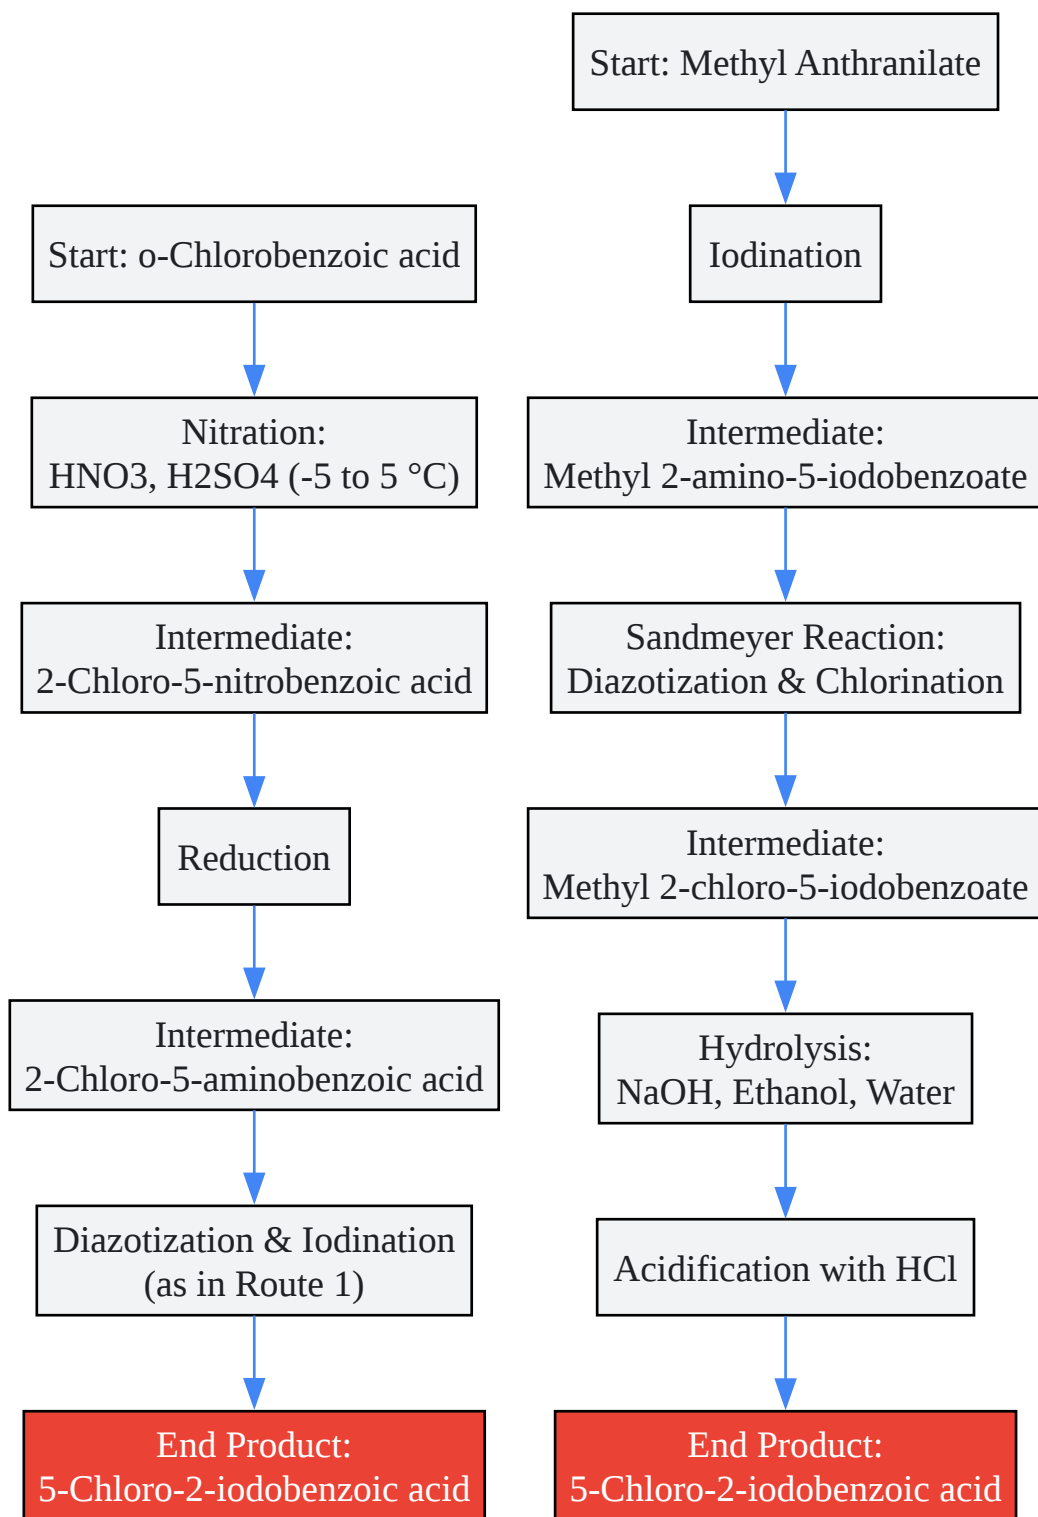 Start: o-Chlorobenzoic acid
Nitration:
HNO3, H2SO4 (-5 to 5 °C)
Intermediate:
2-Chloro-5-nitrobenzoic acid
Reduction
Intermediate:
2-Chloro-5-aminobenzoic acid
Diazotization & Iodination
(as in Route 1)
End Product:
5-Chloro-2-iodobenzoic acid
Start: Methyl Anthranilate
Iodination
Intermediate:
Methyl 2-amino-5-iodobenzoate
Sandmeyer Reaction:
Diazotization & Chlorination
Intermediate:
Methyl 2-chloro-5-iodobenzoate
Hydrolysis:
NaOH, Ethanol, Water
Acidification with HCl
End Product:
5-Chloro-2-iodobenzoic acid